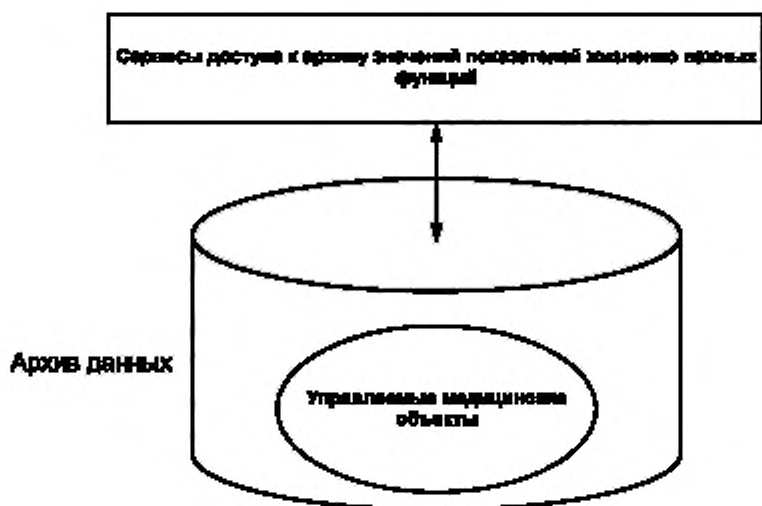 Сервисы доступа к архиву значений показателей жизненно важных
функций
Архив данных
Управляемые медицинские
объекты